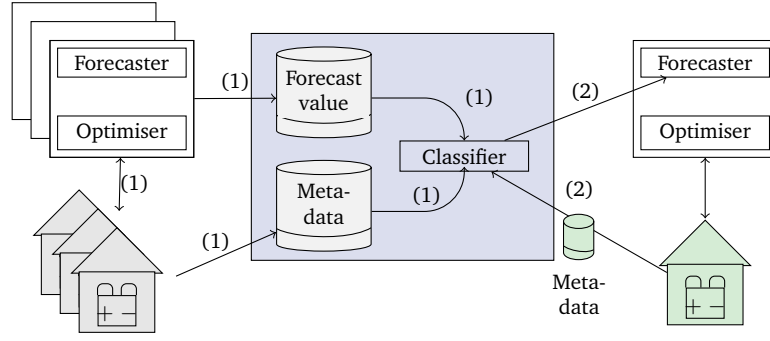 Forecaster
Optimiser
(1)
(1)
(1)
Forecast
value
Meta-
data
(1)
(1)
Classifier
(2)
(2)
Meta-
data
Forecaster
Optimiser
+ −
+ −